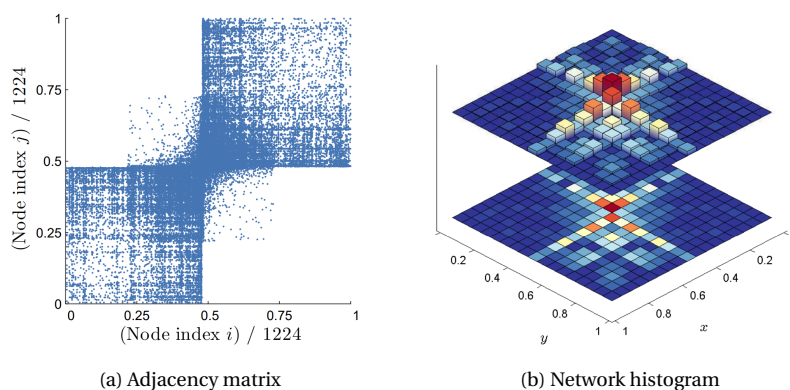 1
0.75
0.5
0.25
0
(Node index j) / 1224
0 0.25 0.5 0.75 1
(Node index i) / 1224
(a) Adjacency matrix
0.2 0.4 0.6 0.8 1
y
1 0.8 0.6 0.4 0.2
x
(b) Network histogram